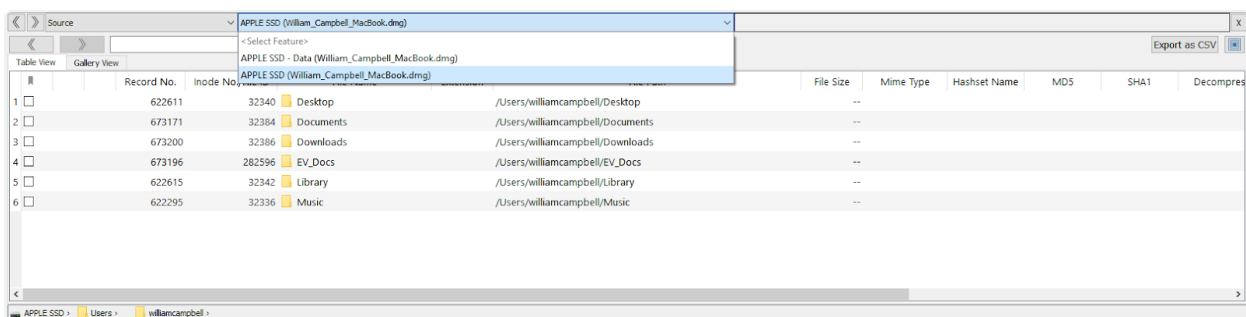 Source APPLE SSD (William_Campbell_MacBook.dmg) X
<Select Feature> Export as CSV
APPLE SSD - Data (William_Campbell_MacBook.dmg)
APPLE SSD (William_Campbell_MacBook.dmg)
Table View Gallery View
Record No. Inode No. File Size Mime Type Hashset Name MD5 SHA1 Decompres
1 622611 32340 Desktop /Users/williamcampbell/Desktop --
2 673171 32384 Documents /Users/williamcampbell/Documents --
3 673200 32386 Downloads /Users/williamcampbell/Downloads --
4 673196 282596 EV_Docs /Users/williamcampbell/EV_Docs --
5 622615 32342 Library /Users/williamcampbell/Library --
6 622295 32336 Music /Users/williamcampbell/Music --
APPLE SSD › Users › williamcampbell ›